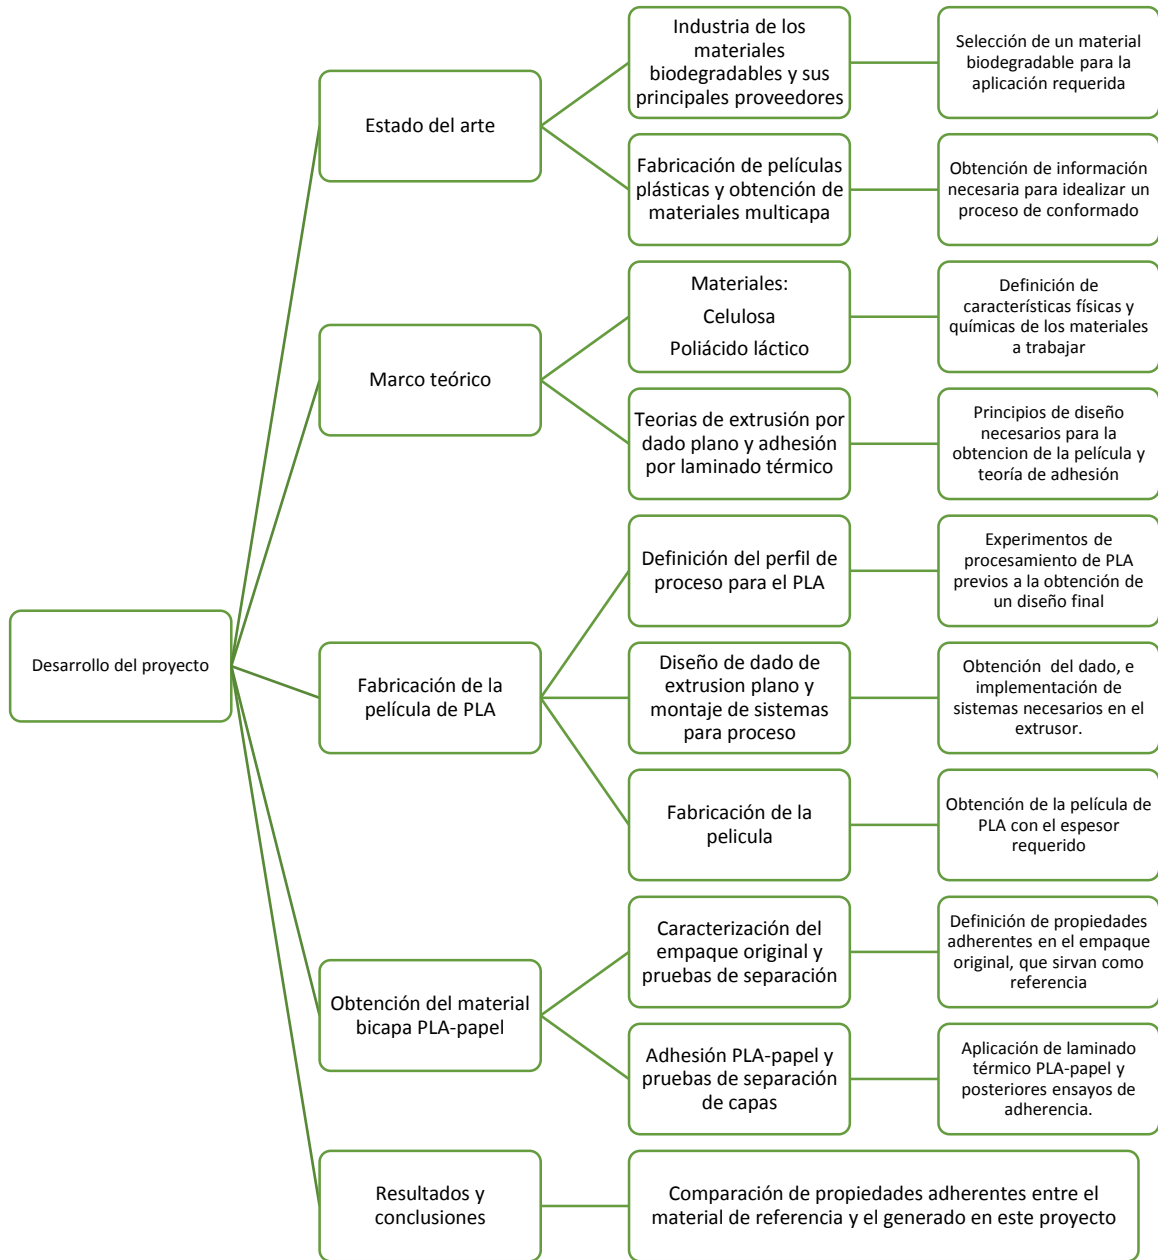 Desarrollo del proyecto
Estado del arte
Industria de los
materiales
biodegradables y sus
principales proveedores
Selección de un material
biodegradable para la
aplicación requerida
Fabricación de películas
plásticas y obtención de
materiales multicapa
Obtención de información
necesaria para idealizar un
proceso de conformado
Marco teórico
Materiales:
Celulosa
Poliácido láctico
Definición de
características físicas y
químicas de los materiales
a trabajar
Teorias de extrusión por
dado plano y adhesión
por laminado térmico
Principios de diseño
necesarios para la
obtencion de la película y
teoría de adhesión
Fabricación de la
película de PLA
Definición del perfil de
proceso para el PLA
Experimentos de
procesamiento de PLA
previos a la obtención de
un diseño final
Diseño de dado de
extrusion plano y
montaje de sistemas
para proceso
Obtención del dado, e
implementación de
sistemas necesarios en el
extrusor.
Fabricación de la
pelicula
Obtención de la película de
PLA con el espesor
requerido
Obtención del material
bicapa PLA-papel
Caracterización del
empaque original y
pruebas de separación
Definición de propiedades
adherentes en el empaque
original, que sirvan como
referencia
Adhesión PLA-papel y
pruebas de separación
de capas
Aplicación de laminado
térmico PLA-papel y
posteriores ensayos de
adherencia.
Resultados y
conclusiones
Comparación de propiedades adherentes entre el
material de referencia y el generado en este proyecto